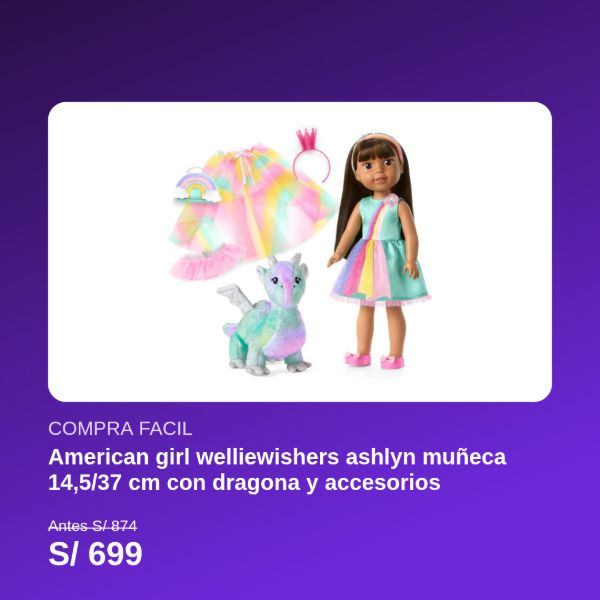 COMPRA FACIL
American girl welliewishers ashlyn muñeca
14,5/37 cm con dragona y accesorios
Antes S/ 874
S/ 699